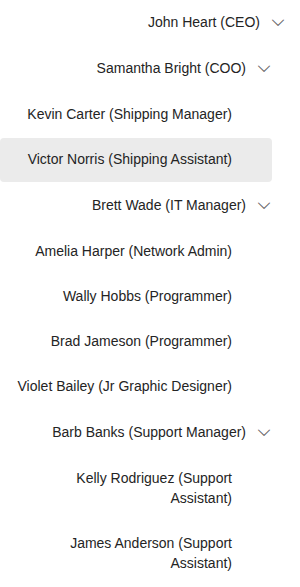 John Heart (CEO)
Samantha Bright (COO)
Kevin Carter (Shipping Manager)
Victor Norris (Shipping Assistant)
Brett Wade (IT Manager)
Amelia Harper (Network Admin)
Wally Hobbs (Programmer)
Brad Jameson (Programmer)
Violet Bailey (Jr Graphic Designer)
Barb Banks (Support Manager)
Kelly Rodriguez (Support
Assistant)
James Anderson (Support
Assistant)